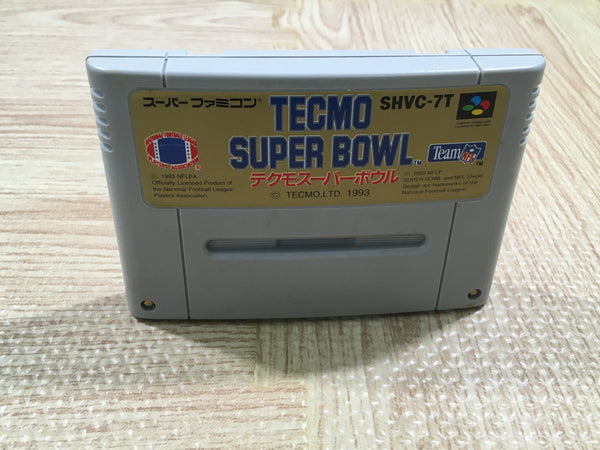 スーパーファミコン®
TECMO
SHVC-7T
SUPER BOWL™
テクモスーパーボウル
© TECMO,LTD. 1993
Team NFL™
© 1993 NFLPA
Officially Licensed Product of
the National Football League
Players Association
© 1993 NFLP
SUPER BOWL and NFL Shield
Design are trademarks of the
National Football League